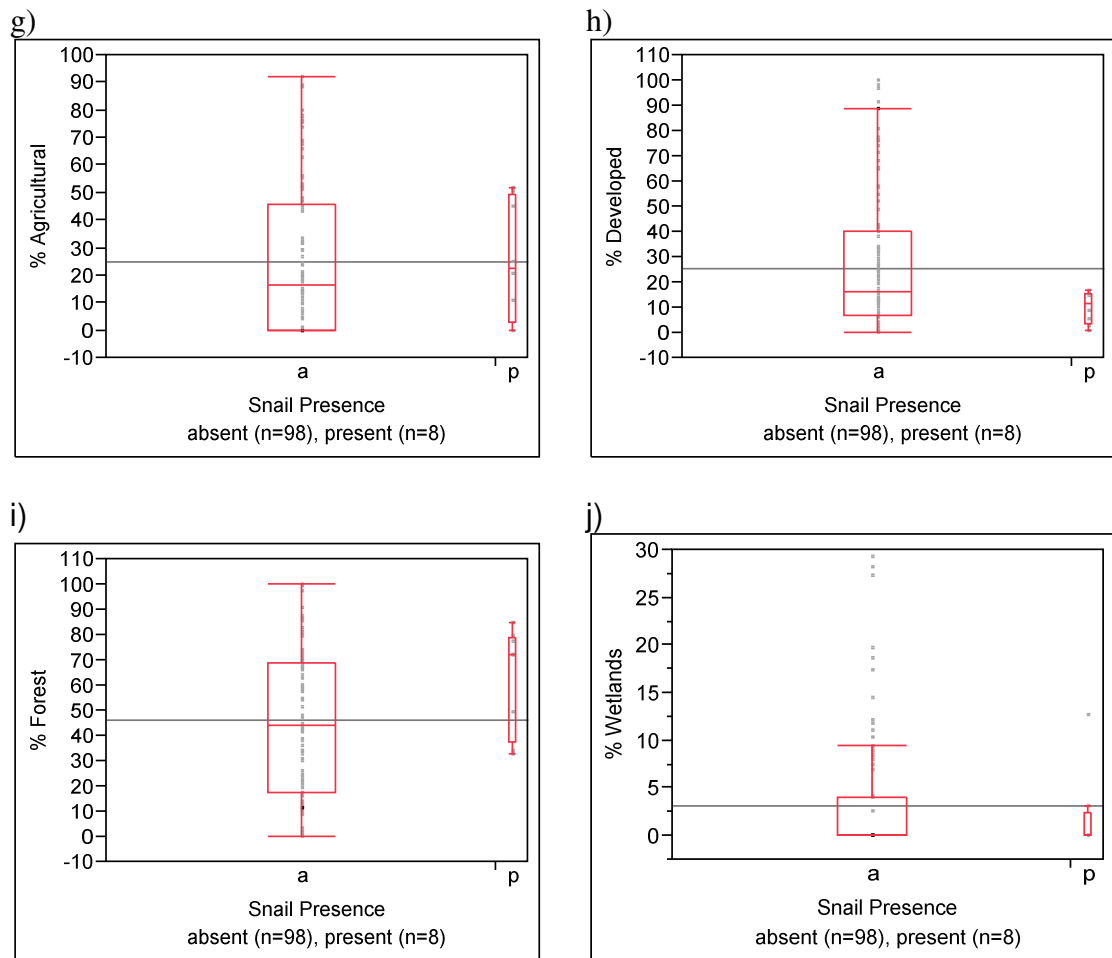 g)
100
90
80
70
60
50
40
30
20
10
0
-10
% Agricultural
a p
Snail Presence
absent (n=98), present (n=8)
h)
110
100
90
80
70
60
50
40
30
20
10
0
-10
% Developed
a p
Snail Presence
absent (n=98), present (n=8)
i)
110
100
90
80
70
60
50
40
30
20
10
0
-10
% Forest
a p
Snail Presence
absent (n=98), present (n=8)
j)
30
25
20
15
10
5
0
% Wetlands
a p
Snail Presence
absent (n=98), present (n=8)